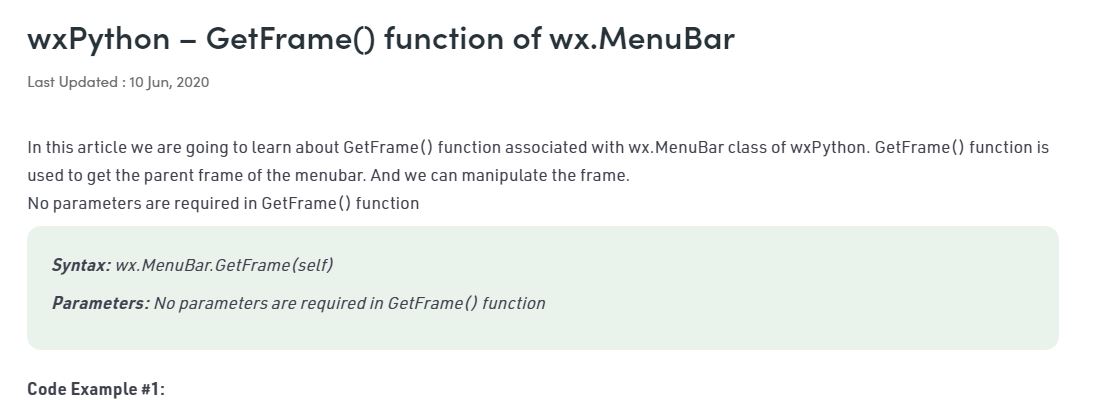 wxPython – GetFrame() function of wx.MenuBar
Last Updated : 10 Jun, 2020
In this article we are going to learn about GetFrame() function associated with wx.MenuBar class of wxPython. GetFrame() function is
used to get the parent frame of the menubar. And we can manipulate the frame.
No parameters are required in GetFrame() function
Syntax: wx.MenuBar.GetFrame(self)
Parameters: No parameters are required in GetFrame() function
Code Example #1: